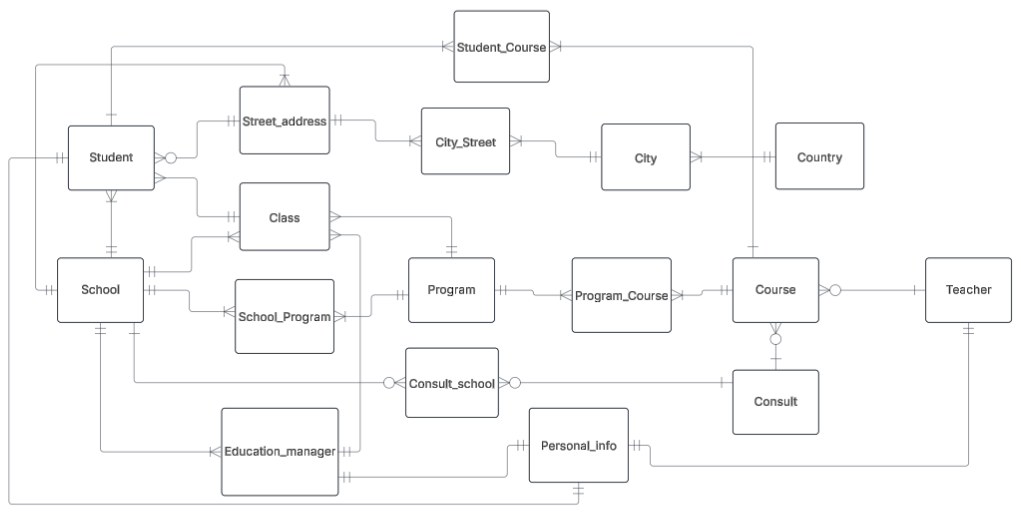 Student_Course
Street_address
City_Street
Student
City
Country
Class
School
Program
Program_Course
Course
Teacher
School_Program
Consult_school
Consult
Education_manager
Personal_info